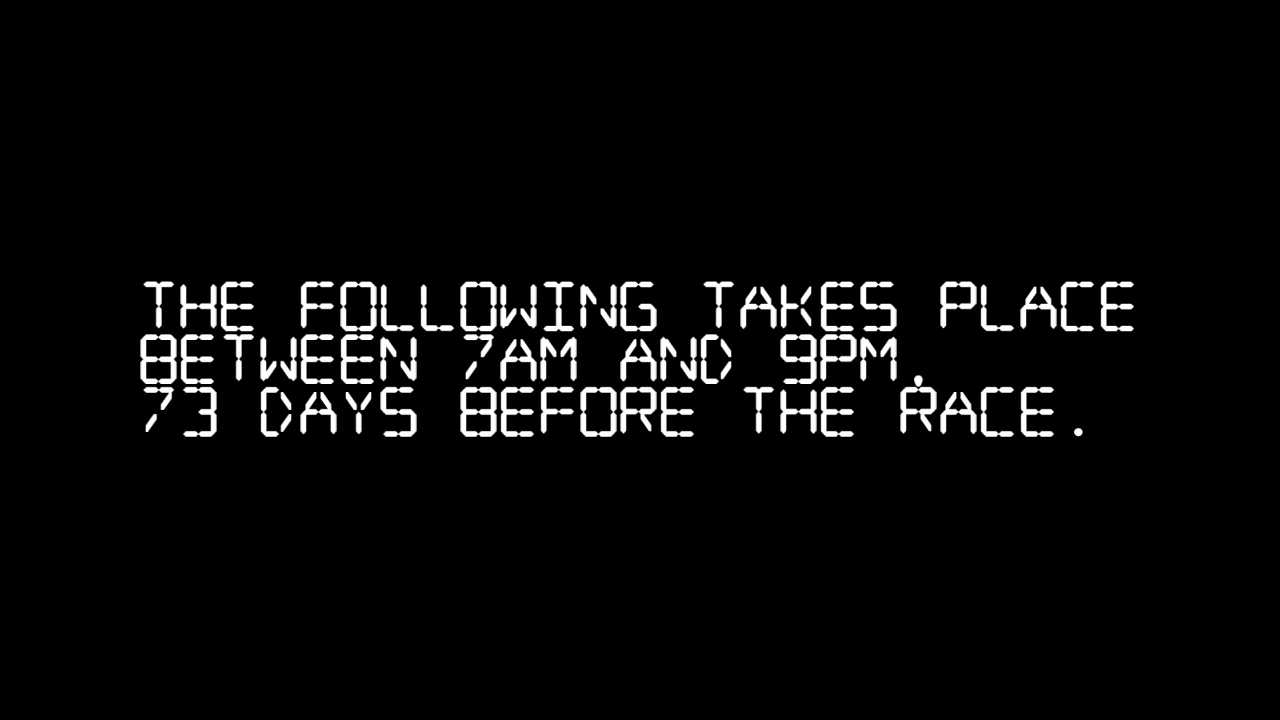 THE FOLLOWING TAKES PLACE
BETWEEN 7AM AND 9PM,
73 DAYS BEFORE THE RACE.